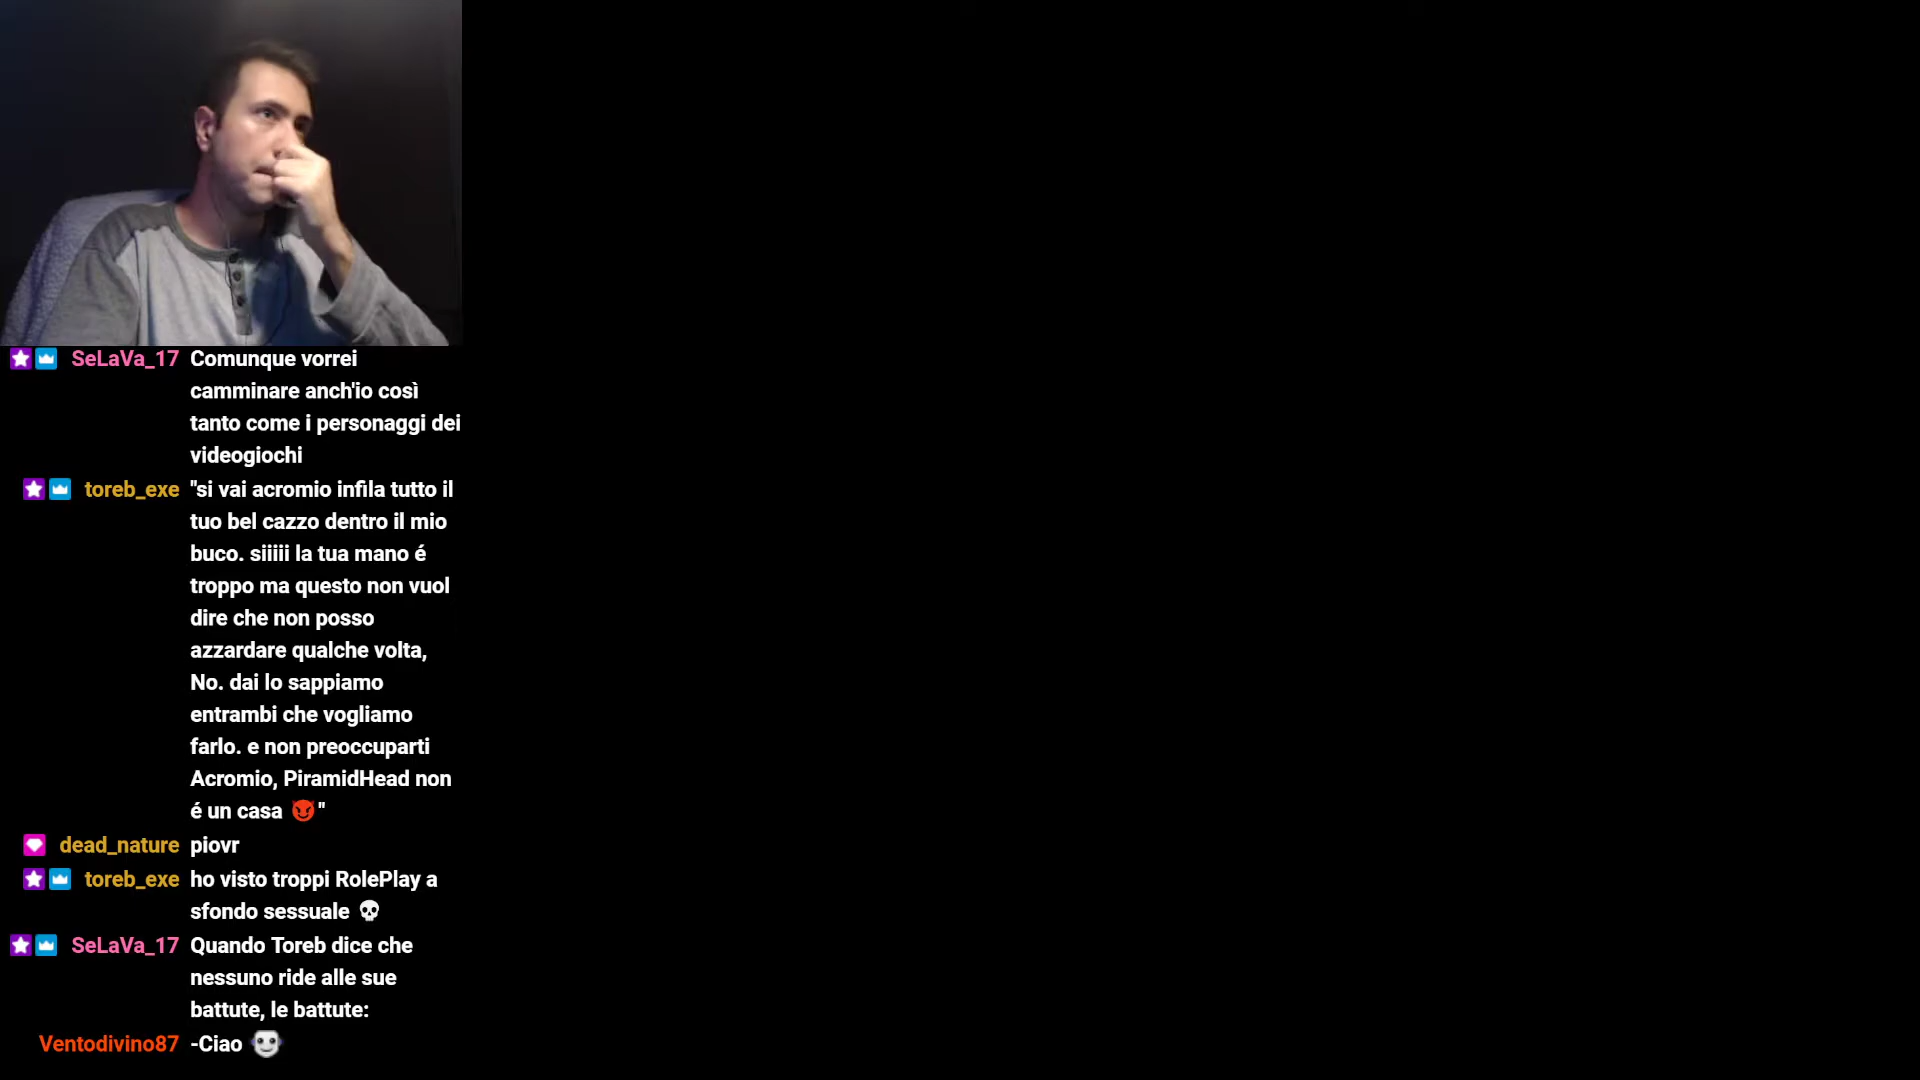 SeLaVa_17 Comunque vorrei
camminare anch'io così
tanto come i personaggi dei
videogiochi
toreb_exe "si vai acromio infila tutto il
tuo bel cazzo dentro il mio
buco. siiiii la tua mano é
troppo ma questo non vuol
dire che non posso
azzardare qualche volta,
No. dai lo sappiamo
entrambi che vogliamo
farlo. e non preoccuparti
Acromio, PiramidHead non
é un casa 😈"
dead_nature piovr
toreb_exe ho visto troppi RolePlay a
sfondo sessuale 💀
SeLaVa_17 Quando Toreb dice che
nessuno ride alle sue
battute, le battute:
Ventodivino87 -Ciao